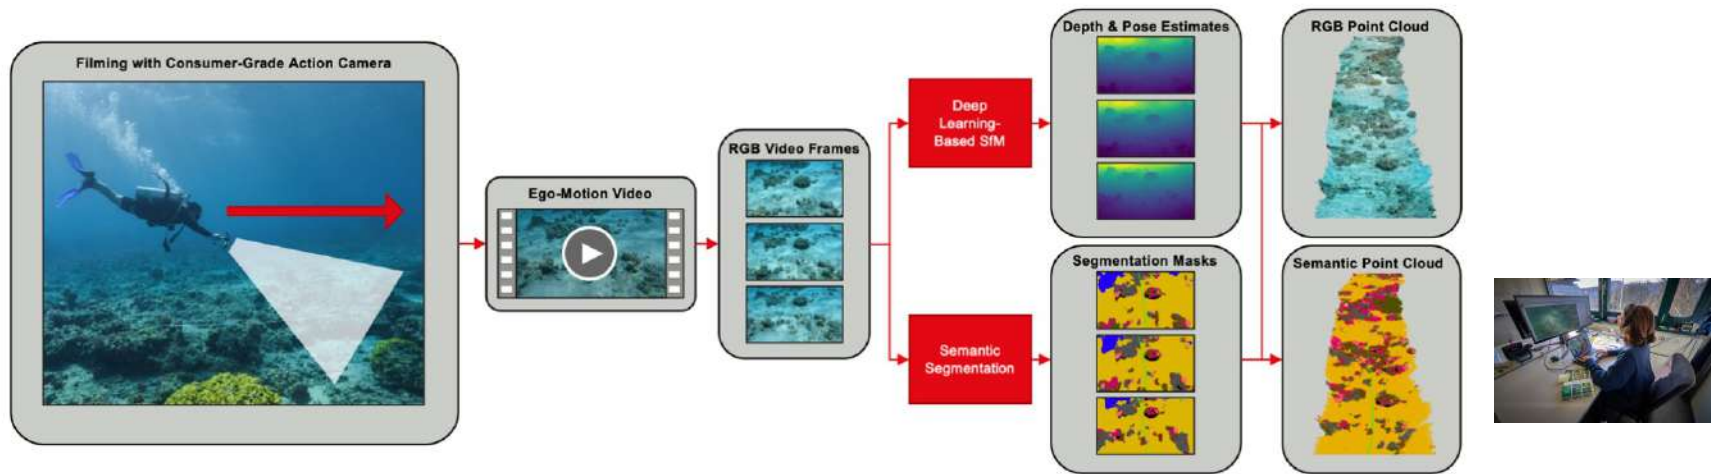 Filming with Consumer-Grade Action Camera
Ego-Motion Video
RGB Video Frames
Deep
Learning-
Based SfM
Semantic
Segmentation
Depth & Pose Estimates
Segmentation Masks
RGB Point Cloud
Semantic Point Cloud